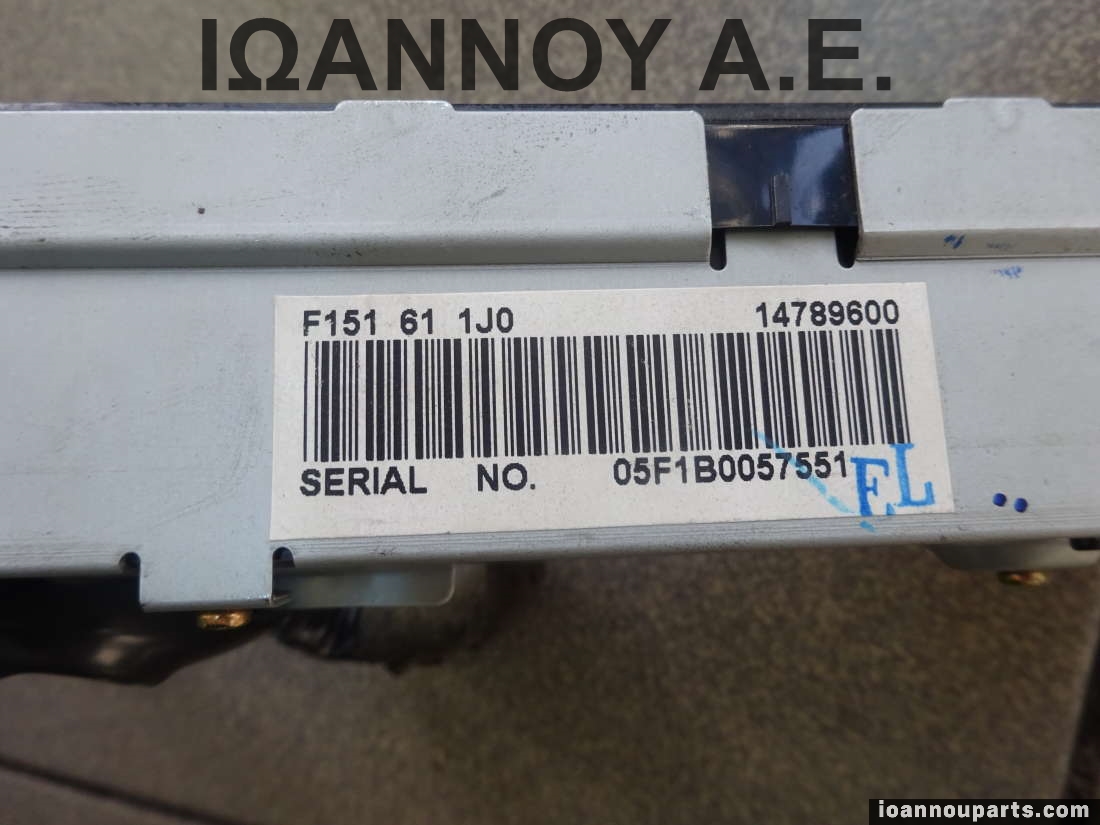 ΙΩΑΝΝΟΥ Α.Ε.
F151 61 1J0 14789600
SERIAL NO. 05F1B0057551
FL
ioannouparts.com